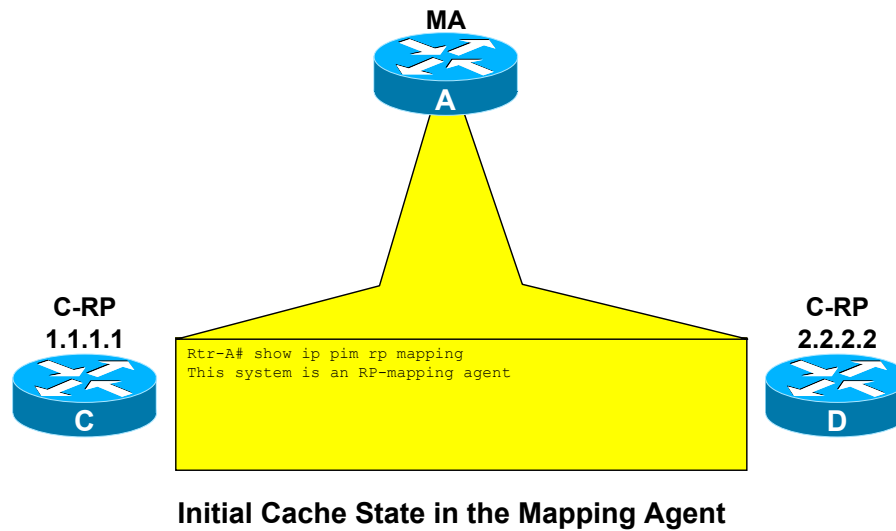 MA
A
C-RP
1.1.1.1
C
C-RP
2.2.2.2
D
Rtr-A# show ip pim rp mapping
This system is an RP-mapping agent
Initial Cache State in the Mapping Agent